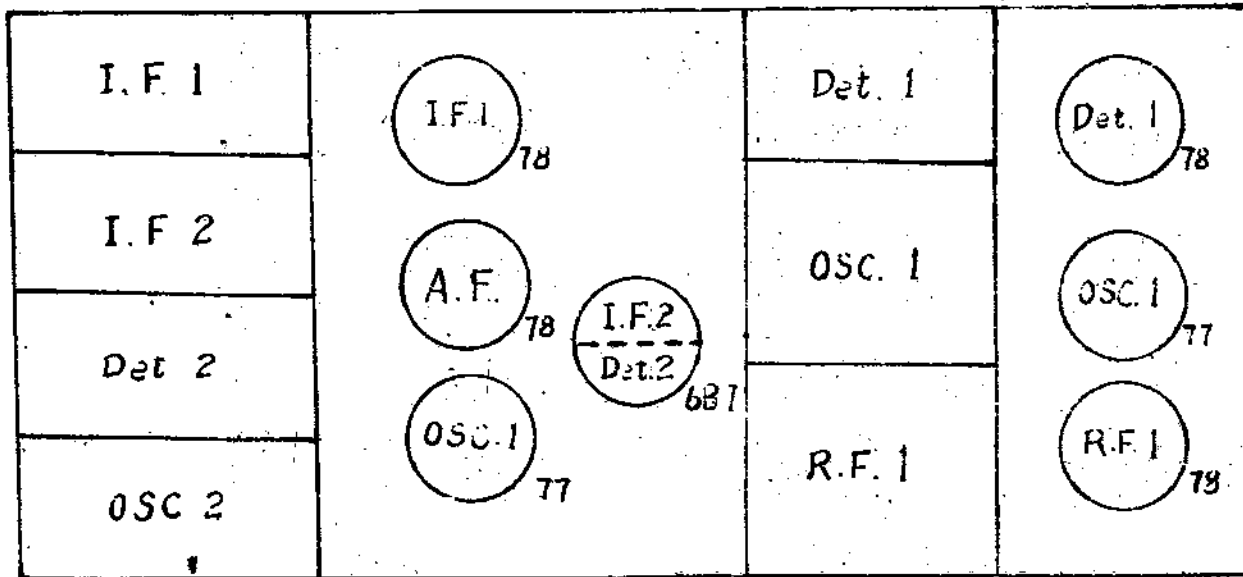 I.F. 1
I.F. 2
Det 2
OSC 2
I.F.1.
78
A.F.
78
OSC.1
77
I.F.2
Det.2
6B7
Det. 1
OSC. 1
R.F. 1
Det. 1
78
OSC.1
77
R.F. 1
78